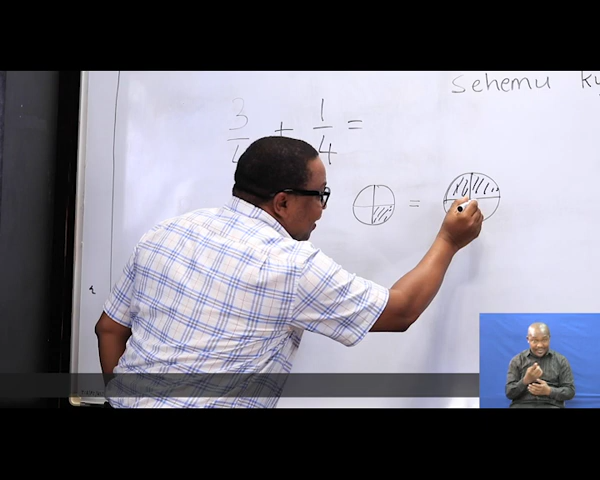 Sehemu
3/4 + 1/4 =
=